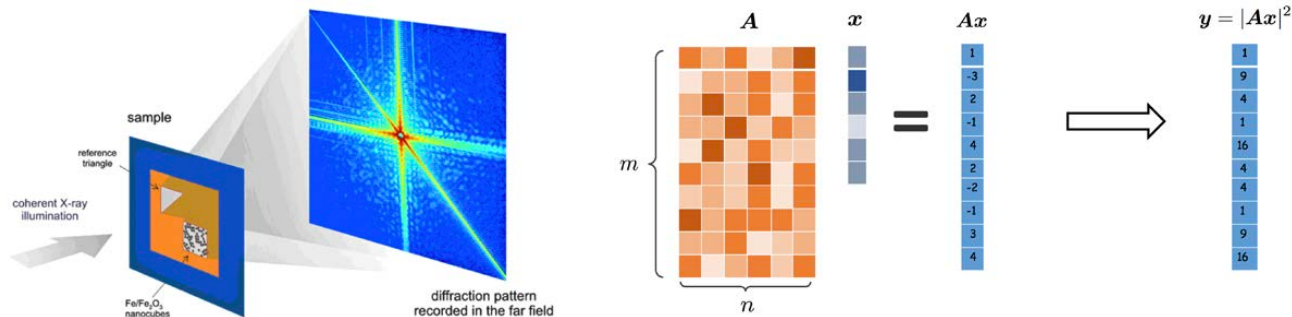 sample
reference
triangle
coherent X-ray
illumination
Fe/Fe₂O₃
nanocubes
diffraction pattern
recorded in the far field
A
x
Ax
y = |Ax|²
m
n
=
1
-3
2
-1
4
2
-2
-1
3
4
1
9
4
1
16
4
4
1
9
16